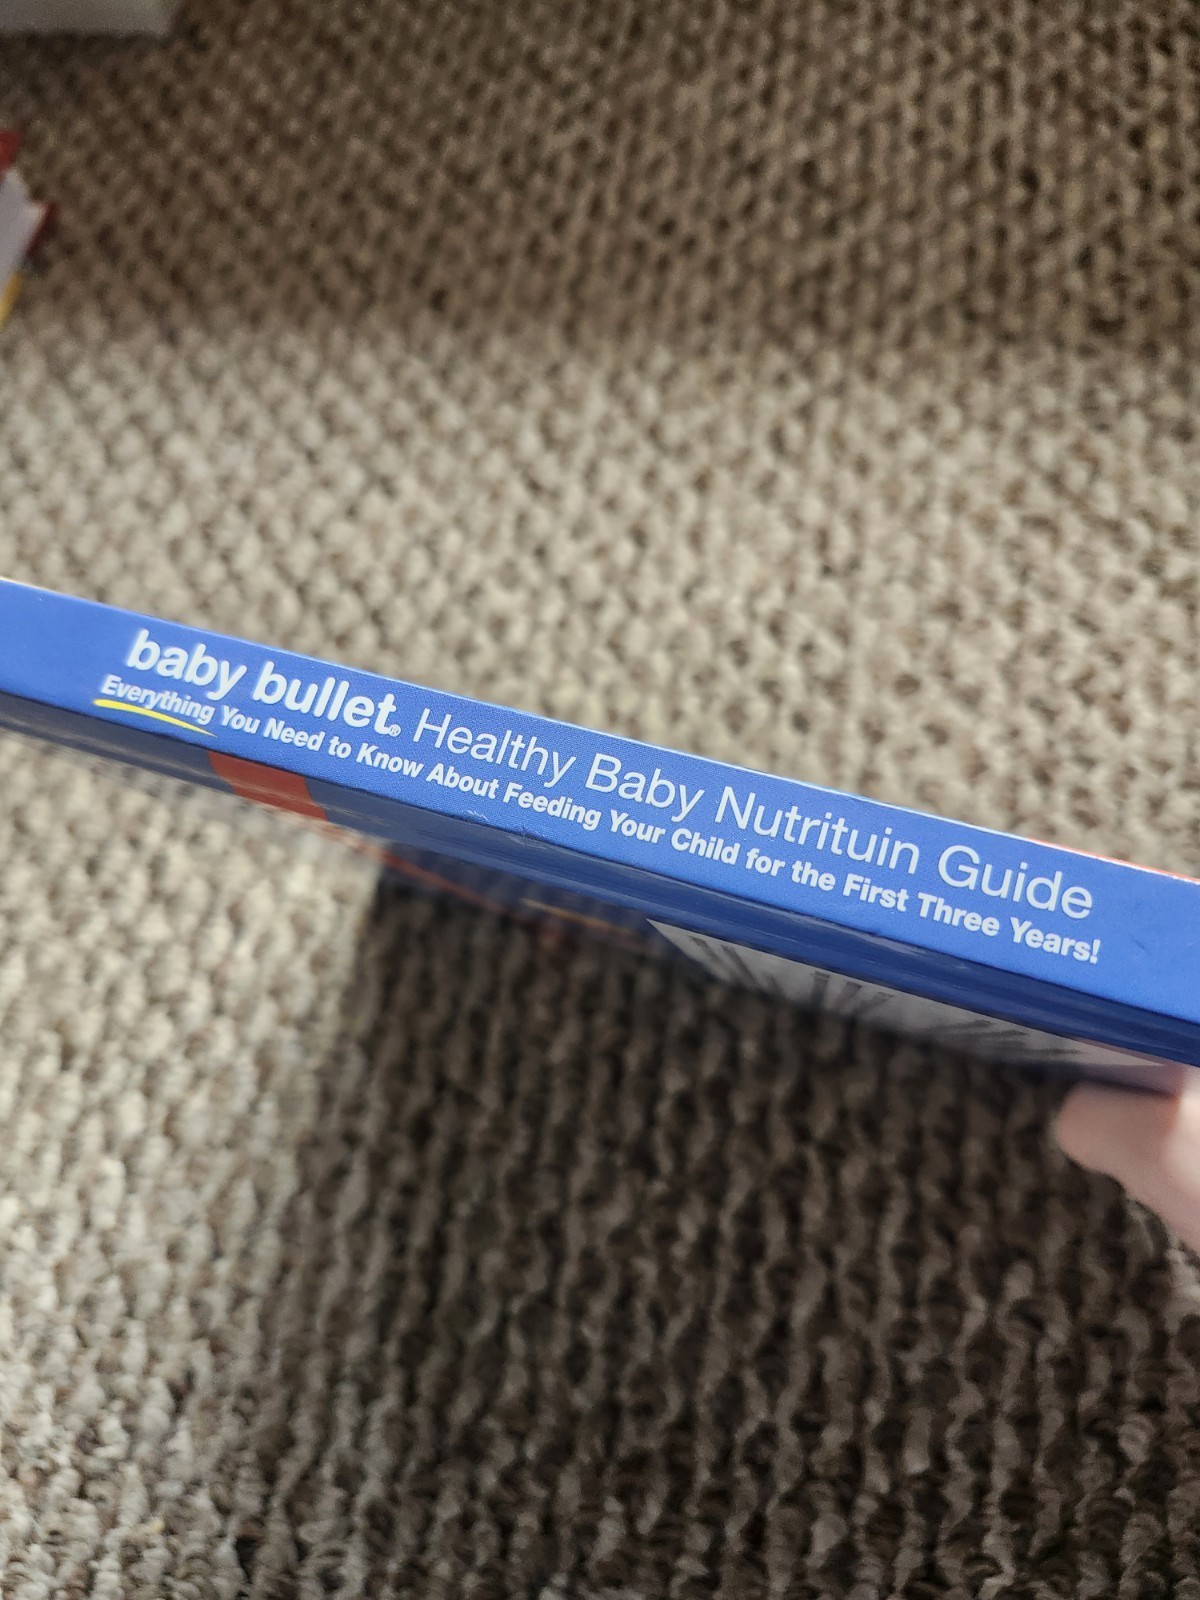 baby bullet® Healthy Baby Nutrituin Guide
Everything You Need to Know About Feeding Your Child for the First Three Years!